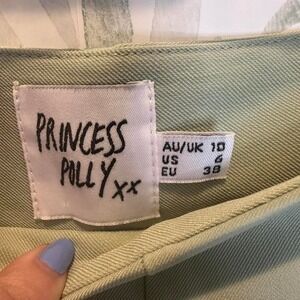 PRINCESS
POLLY xx
AU/UK 10
US 6
EU 38